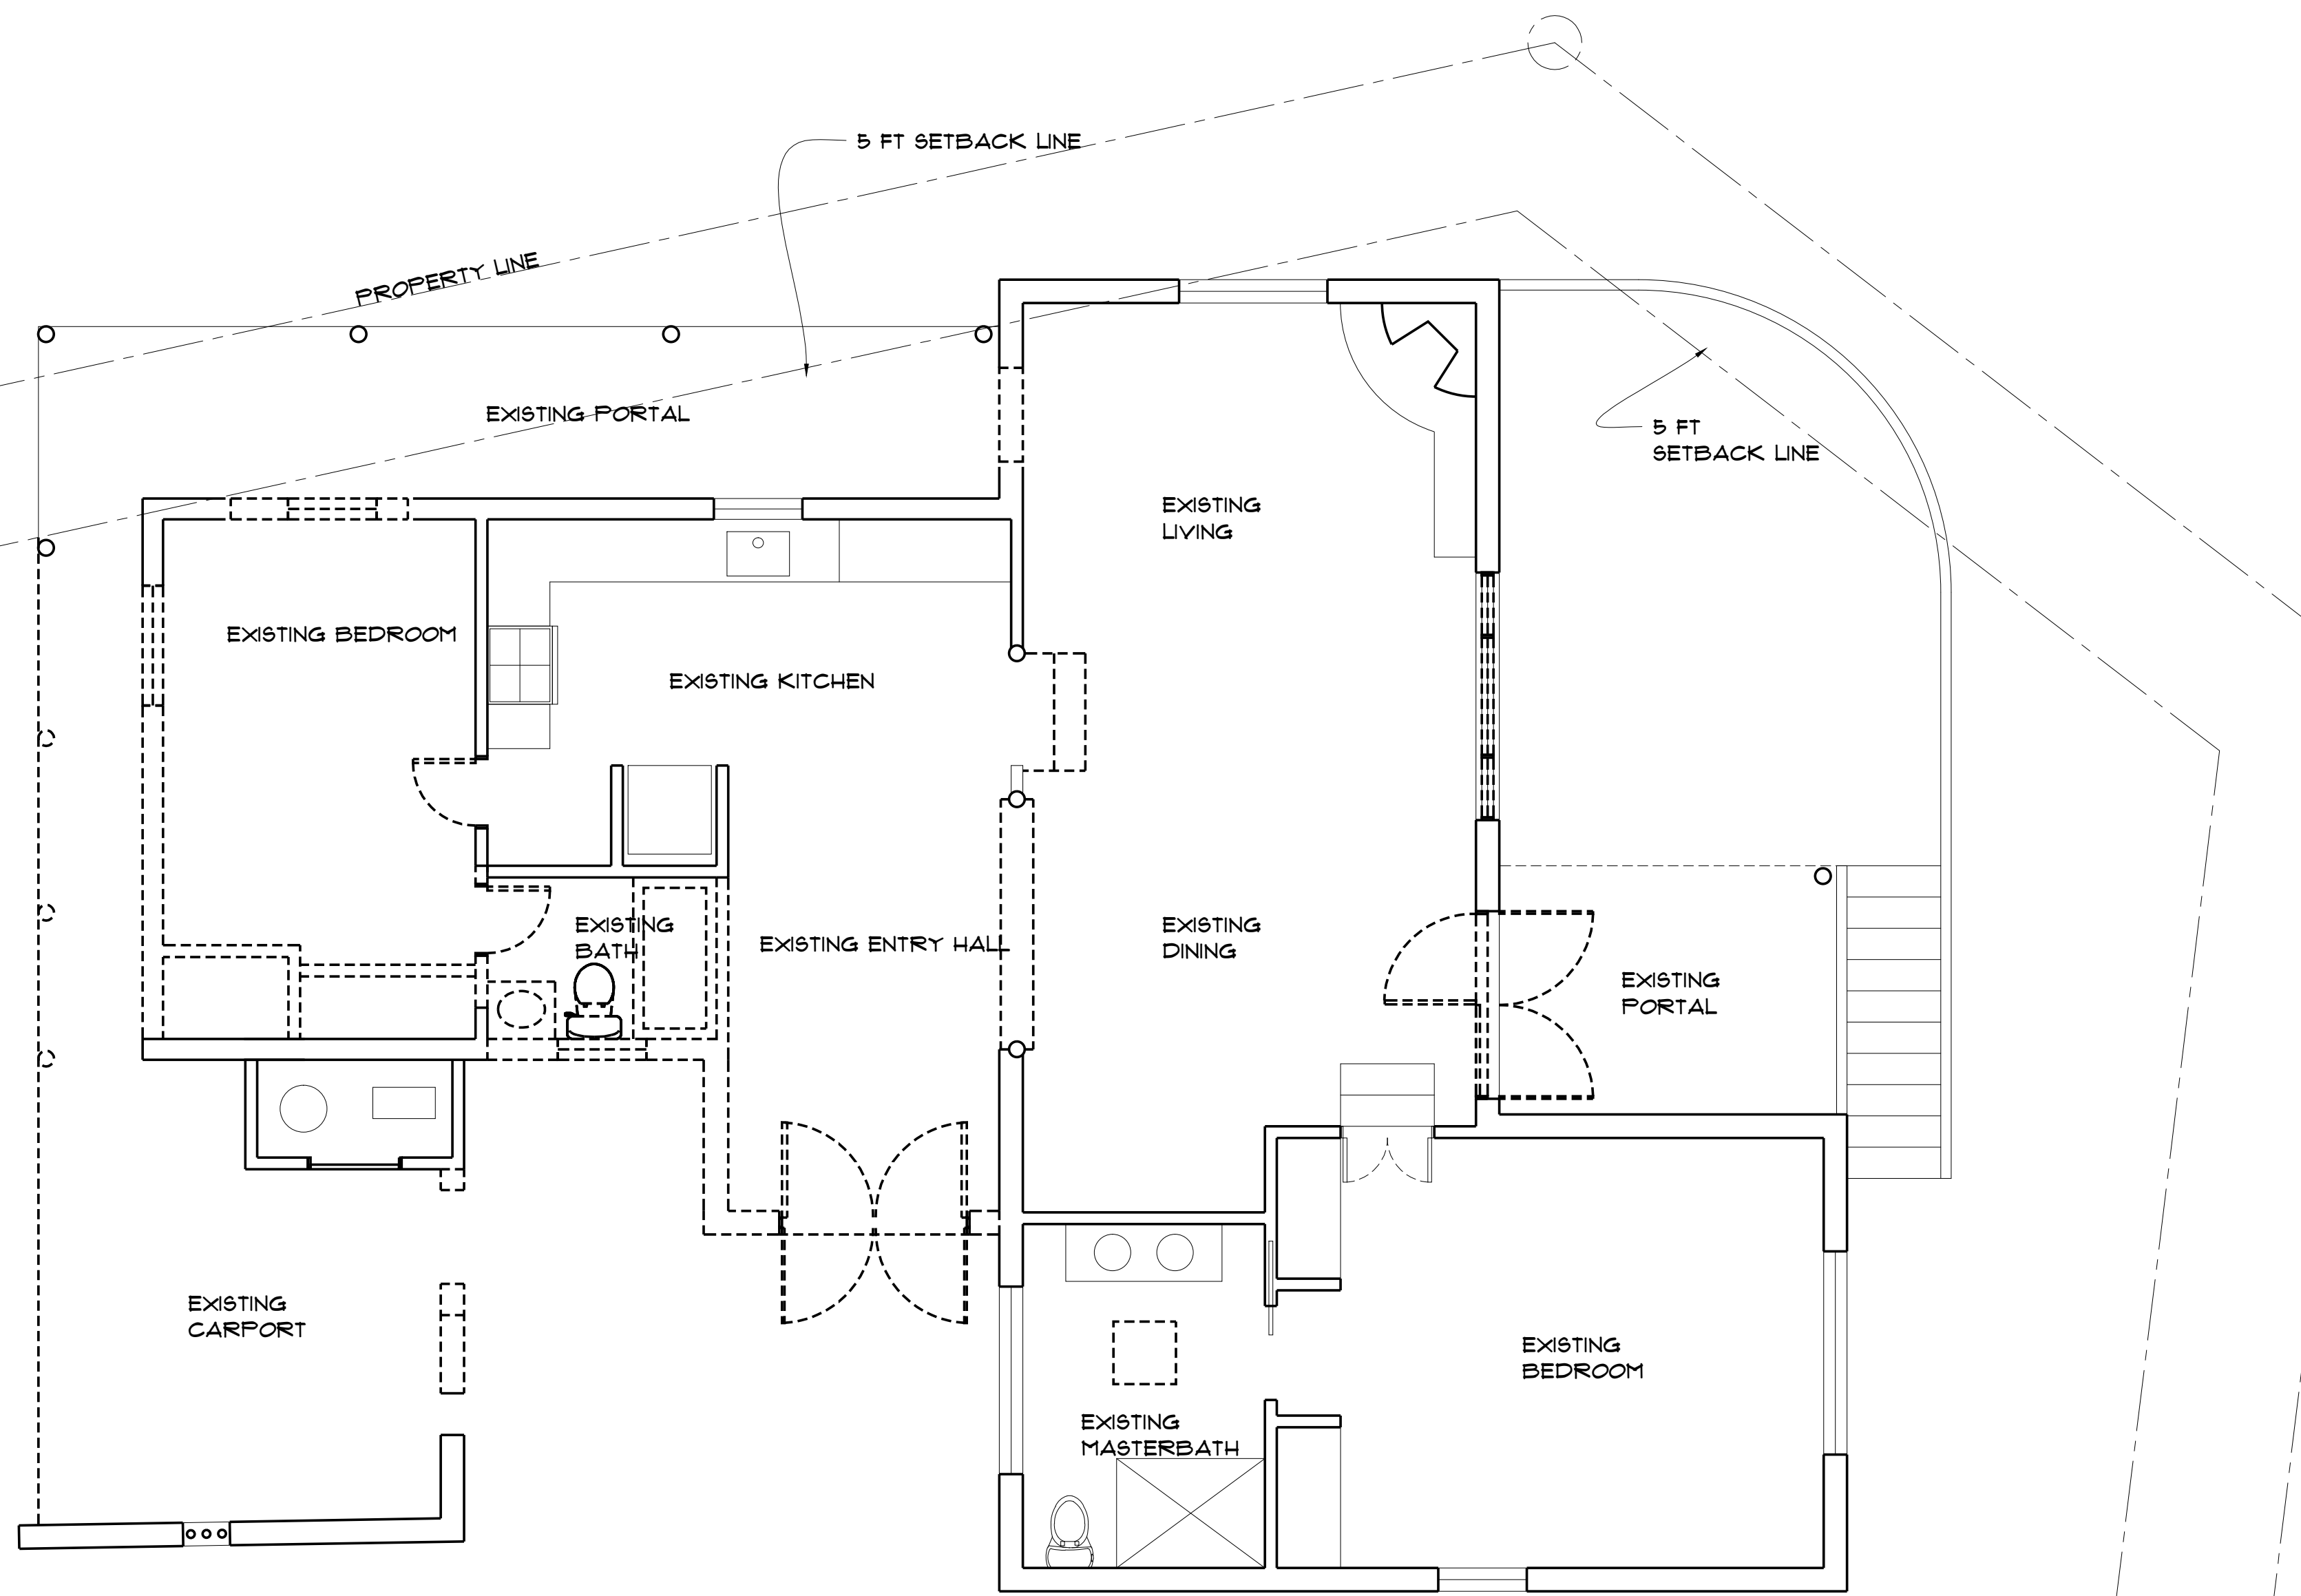 5 FT SETBACK LINE
PROPERTY LINE
EXISTING PORTAL
5 FT
SETBACK LINE
EXISTING
LIVING
EXISTING BEDROOM
EXISTING KITCHEN
EXISTING
BATH
EXISTING ENTRY HALL
EXISTING
DINING
EXISTING
PORTAL
EXISTING
CARPORT
EXISTING
BEDROOM
EXISTING
MASTERBATH